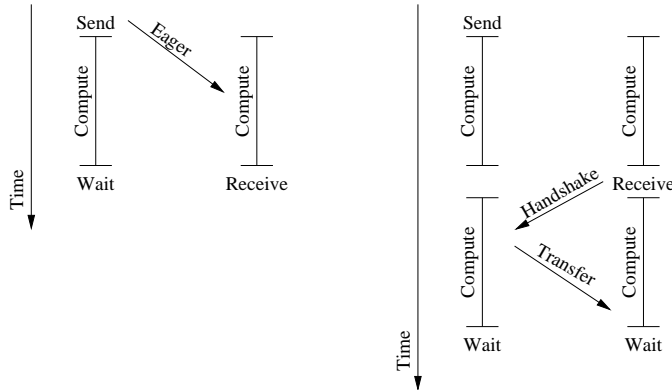 Send
Eager
Compute
Compute
Wait
Receive
Time
Send
Compute
Compute
Handshake
Receive
Compute
Transfer
Compute
Wait
Wait
Time